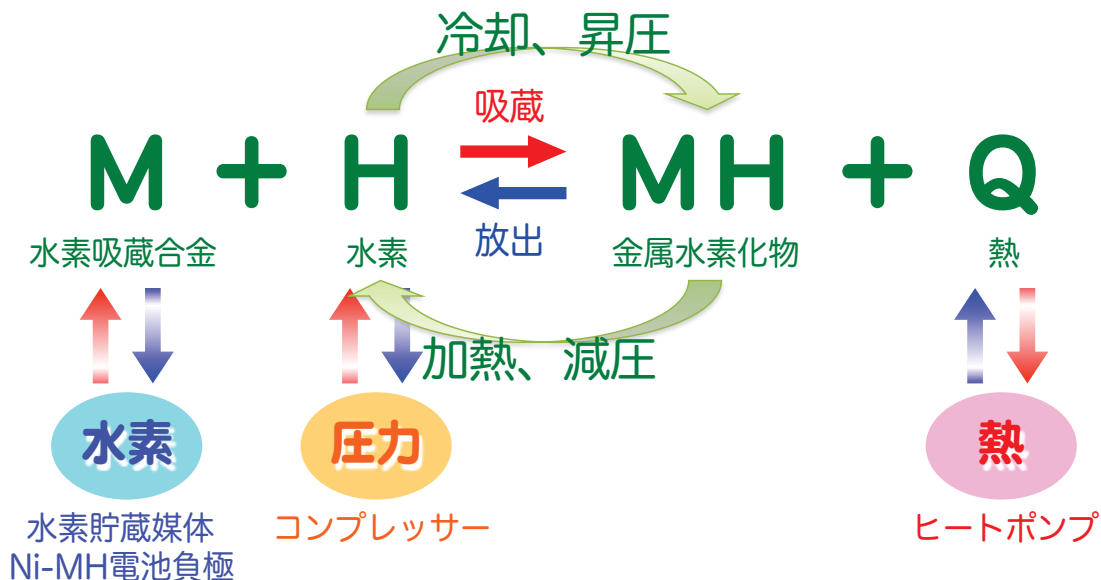 冷却、昇圧
吸蔵
M + H MH + Q
放出
水素吸蔵合金 水素 金属水素化物 熱
加熱、減圧
水素 圧力 熱
水素貯蔵媒体 コンプレッサー ヒートポンプ
Ni-MH電池負極